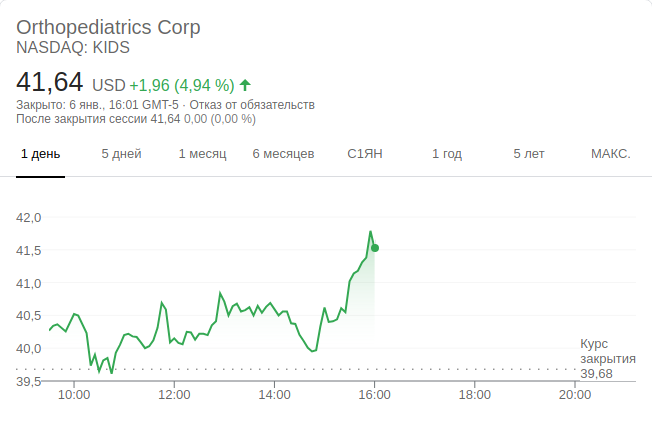 Orthopediatrics Corp
NASDAQ: KIDS
41,64 USD +1,96 (4,94 %)
Закрыто: 6 янв., 16:01 GMT-5 · Отказ от обязательств
После закрытия сессии 41,64 0,00 (0,00 %)
1 день 5 дней 1 месяц 6 месяцев С1ЯН 1 год 5 лет МАКС.
42,0
41,5
41,0
40,5
40,0
39,5
Курс
закрытия
39,68
10:00 12:00 14:00 16:00 18:00 20:00